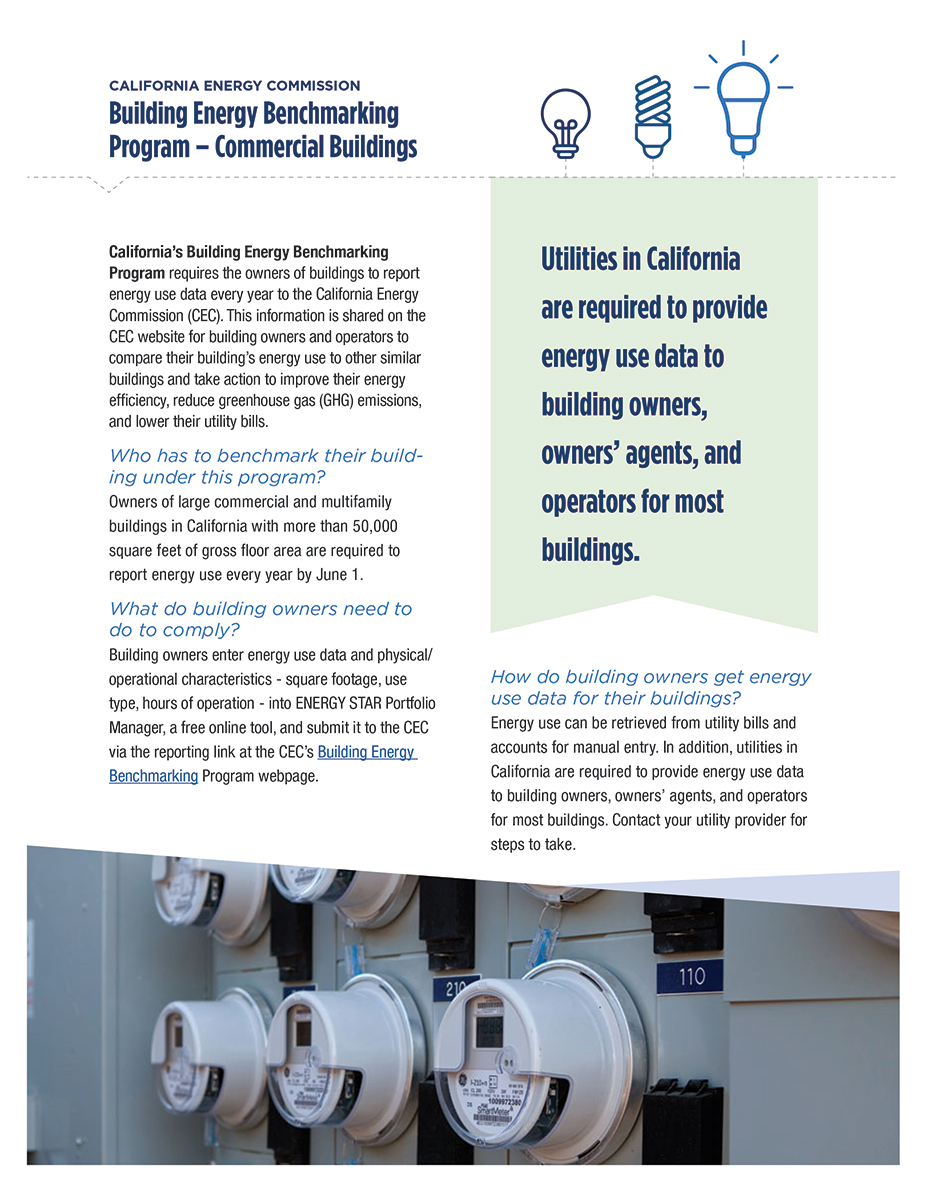 CALIFORNIA ENERGY COMMISSION
Building Energy Benchmarking
Program – Commercial Buildings
California’s Building Energy Benchmarking
Program requires the owners of buildings to report
energy use data every year to the California Energy
Commission (CEC). This information is shared on the
CEC website for building owners and operators to
compare their building’s energy use to other similar
buildings and take action to improve their energy
efficiency, reduce greenhouse gas (GHG) emissions,
and lower their utility bills.
Who has to benchmark their build-
ing under this program?
Owners of large commercial and multifamily
buildings in California with more than 50,000
square feet of gross floor area are required to
report energy use every year by June 1.
What do building owners need to
do to comply?
Building owners enter energy use data and physical/
operational characteristics - square footage, use
type, hours of operation - into ENERGY STAR Portfolio
Manager, a free online tool, and submit it to the CEC
via the reporting link at the CEC’s Building Energy
Benchmarking Program webpage.
Utilities in California
are required to provide
energy use data to
building owners,
owners’ agents, and
operators for most
buildings.
How do building owners get energy
use data for their buildings?
Energy use can be retrieved from utility bills and
accounts for manual entry. In addition, utilities in
California are required to provide energy use data
to building owners, owners’ agents, and operators
for most buildings. Contact your utility provider for
steps to take.
210
110
GE
I-210+n
CL 200
1009972380
SmartMeter